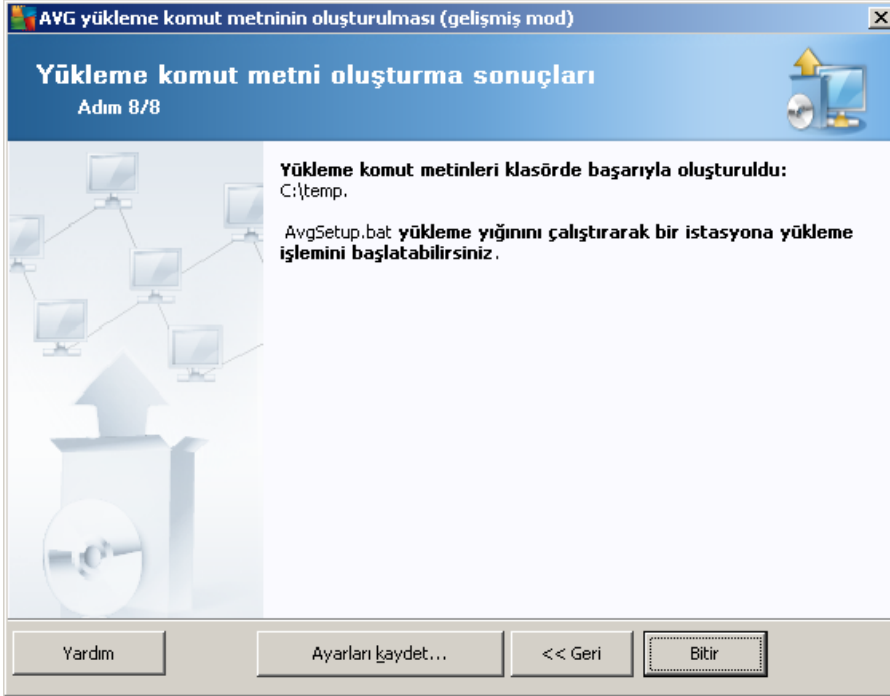 AVG yükleme komut metninin oluşturulması (gelişmiş mod)
Yükleme komut metni oluşturma sonuçları
Adım 8/8
Yükleme komut metinleri klasörde başarıyla oluşturuldu:
C:\temp.
AvgSetup.bat yükleme yığınını çalıştırarak bir istasyona yükleme
işlemini başlatabilirsiniz.
Yardım
Ayarları kaydet...
<< Geri
Bitir